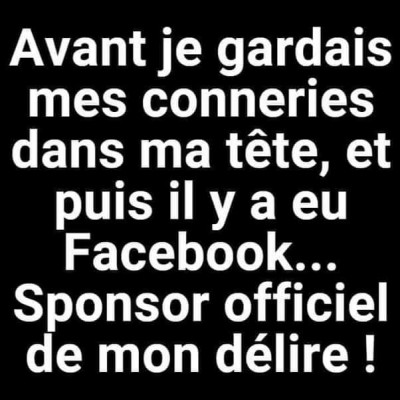 Avant je gardais
mes conneries
dans ma tête, et
puis il y a eu
Facebook...
Sponsor officiel
de mon délire !